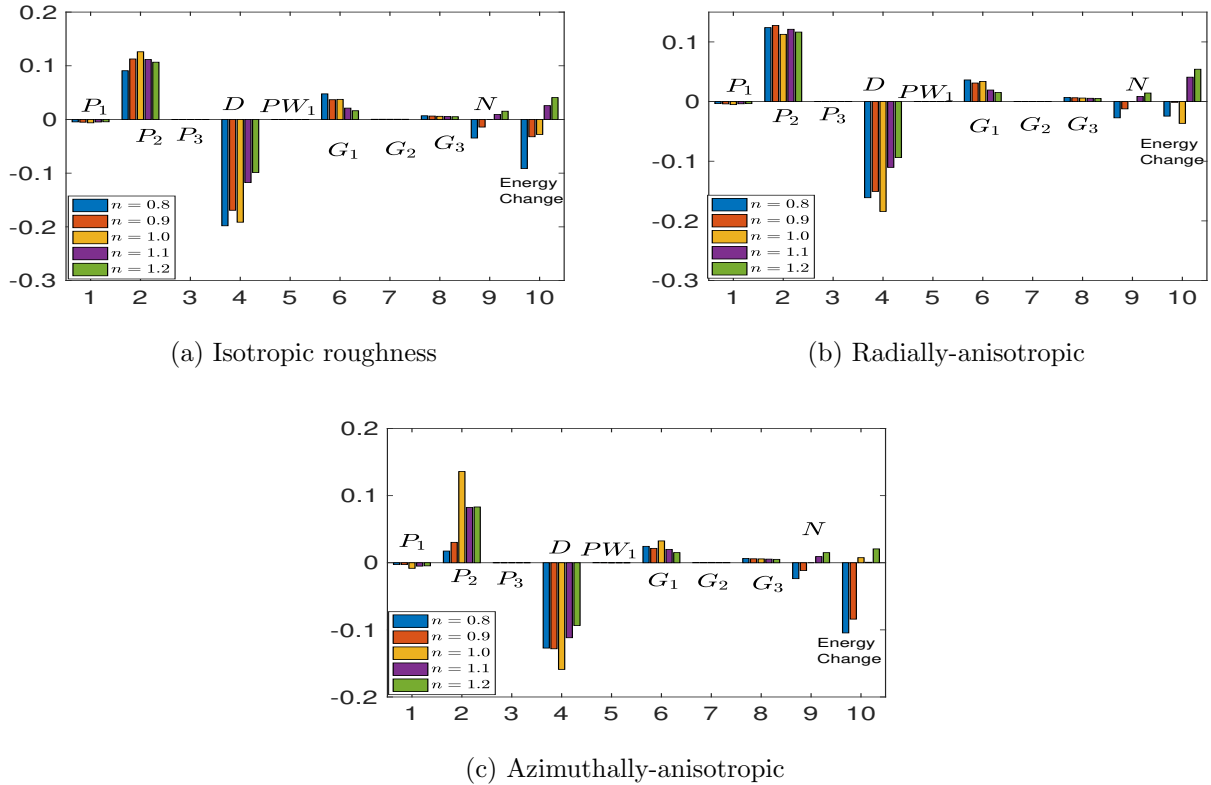 0.2
0.1
0
-0.1
-0.2
-0.3
P1
P2
P3
D
PW1
G1
G2
G3
N
Energy
Change
n = 0.8
n = 0.9
n = 1.0
n = 1.1
n = 1.2
1 2 3 4 5 6 7 8 9 10
(a) Isotropic roughness
0.1
0
-0.1
-0.2
-0.3
P1
P2
P3
D
PW1
G1
G2
G3
N
Energy
Change
n = 0.8
n = 0.9
n = 1.0
n = 1.1
n = 1.2
1 2 3 4 5 6 7 8 9 10
(b) Radially-anisotropic
0.2
0.1
0
-0.1
-0.2
P1
P2
P3
D
PW1
G1
G2
G3
N
Energy
Change
n = 0.8
n = 0.9
n = 1.0
n = 1.1
n = 1.2
1 2 3 4 5 6 7 8 9 10
(c) Azimuthally-anisotropic